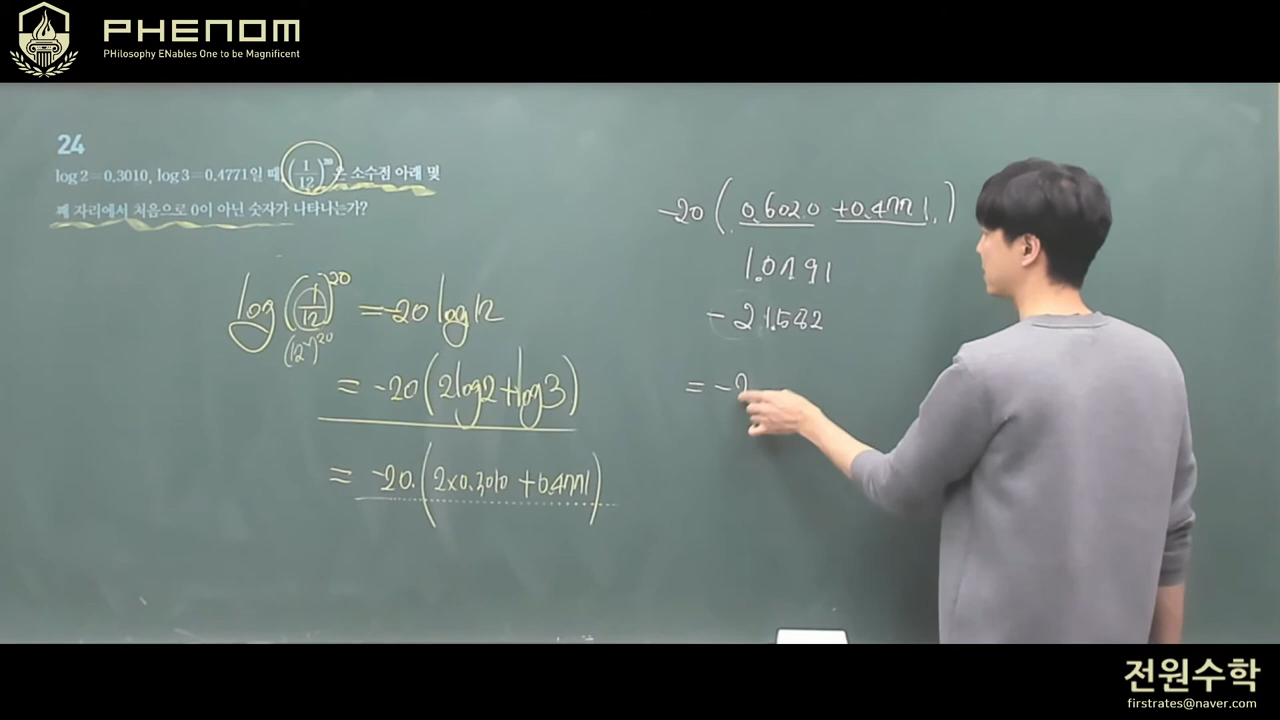 PHENOM
PHilosophy ENables One to be Magnificent
24
log 2=0.3010, log 3=0.4771일 때, (1/12)^20은 소수점 아래 몇
째 자리에서 처음으로 0이 아닌 숫자가 나타나는가?
log (1/12)^20 = -20 log 12
(12^-1)^20
= -20 (2log2+log3)
= -20. (2×0.3010 +0.4771)
-20 ( 0.6020 +0.4771 )
1.0791
- 21.582
= -2
전원수학
firstrates@naver.com